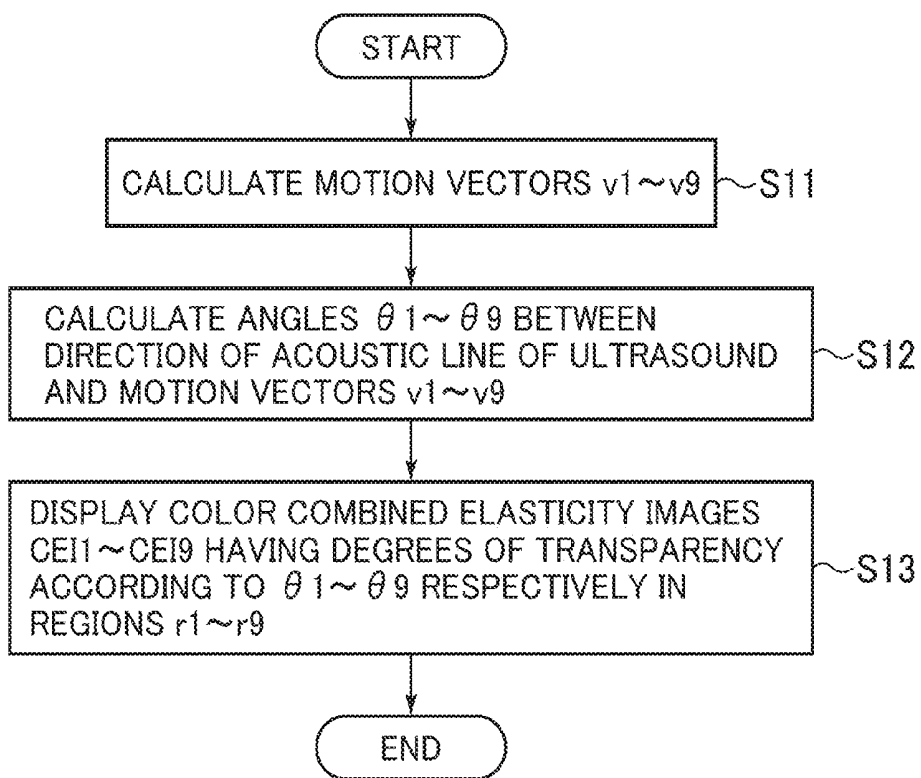 START
CALCULATE MOTION VECTORS v1~v9
S11
CALCULATE ANGLES θ1~θ9 BETWEEN
DIRECTION OF ACOUSTIC LINE OF ULTRASOUND
AND MOTION VECTORS v1~v9
S12
DISPLAY COLOR COMBINED ELASTICITY IMAGES
CEI1~CEI9 HAVING DEGREES OF TRANSPARENCY
ACCORDING TO θ1~θ9 RESPECTIVELY IN
REGIONS r1~r9
S13
END